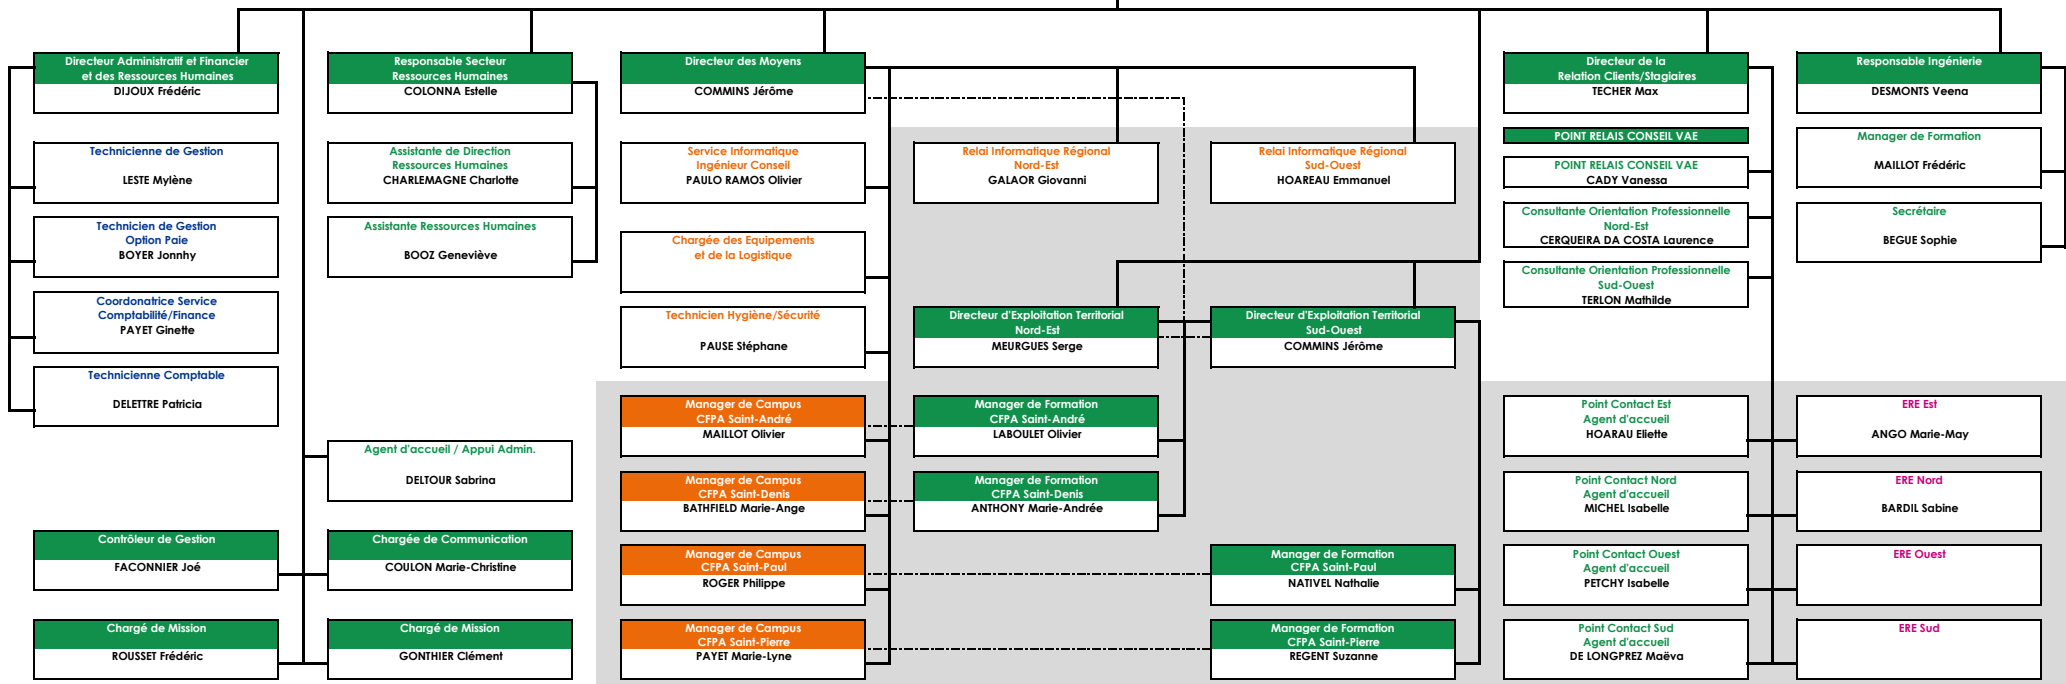 Directeur Administratif et Financier
et des Ressources Humaines
DIJOUX Frédéric
Technicienne de Gestion
LESTE Mylène
Technicien de Gestion
Option Paie
BOYER Jonnhy
Coordonatrice Service
Comptabilité/Finance
PAYET Ginette
Technicienne Comptable
DELETTRE Patricia
Contrôleur de Gestion
FACONNIER Joé
Chargé de Mission
ROUSSET Frédéric
Responsable Secteur
Ressources Humaines
COLONNA Estelle
Assistante de Direction
Ressources Humaines
CHARLEMAGNE Charlotte
Assistante Ressources Humaines
BOOZ Geneviève
Agent d'accueil / Appui Admin.
DELTOUR Sabrina
Chargée de Communication
COULON Marie-Christine
Chargé de Mission
GONTHIER Clément
Directeur des Moyens
COMMINS Jérôme
Service Informatique
Ingénieur Conseil
PAULO RAMOS Olivier
Chargée des Equipements
et de la Logistique
Technicien Hygiène/Sécurité
PAUSE Stéphane
Manager de Campus
CFPA Saint-André
MAILLOT Olivier
Manager de Campus
CFPA Saint-Denis
BATHFIELD Marie-Ange
Manager de Campus
CFPA Saint-Paul
ROGER Philippe
Manager de Campus
CFPA Saint-Pierre
PAYET Marie-Lyne
Relai Informatique Régional
Nord-Est
GALAOR Giovanni
Directeur d'Exploitation Territorial
Nord-Est
MEURGUES Serge
Manager de Formation
CFPA Saint-André
LABOULET Olivier
Manager de Formation
CFPA Saint-Denis
ANTHONY Marie-Andrée
Relai Informatique Régional
Sud-Ouest
HOAREAU Emmanuel
Directeur d'Exploitation Territorial
Sud-Ouest
COMMINS Jérôme
Manager de Formation
CFPA Saint-Paul
NATIVEL Nathalie
Manager de Formation
CFPA Saint-Pierre
REGENT Suzanne
Directeur de la
Relation Clients/Stagiaires
TECHER Max
POINT RELAIS CONSEIL VAE
POINT RELAIS CONSEIL VAE
CADY Vanessa
Consultante Orientation Professionnelle
Nord-Est
CERQUEIRA DA COSTA Laurence
Consultante Orientation Professionnelle
Sud-Ouest
TERLON Mathilde
Point Contact Est
Agent d'accueil
HOARAU Eliette
Point Contact Nord
Agent d'accueil
MICHEL Isabelle
Point Contact Ouest
Agent d'accueil
PETCHY Isabelle
Point Contact Sud
Agent d'accueil
DE LONGPREZ Maëva
Responsable Ingénierie
DESMONTS Veena
Manager de Formation
MAILLOT Frédéric
Secrétaire
BEGUE Sophie
ERE Est
ANGO Marie-May
ERE Nord
BARDIL Sabine
ERE Ouest
ERE Sud